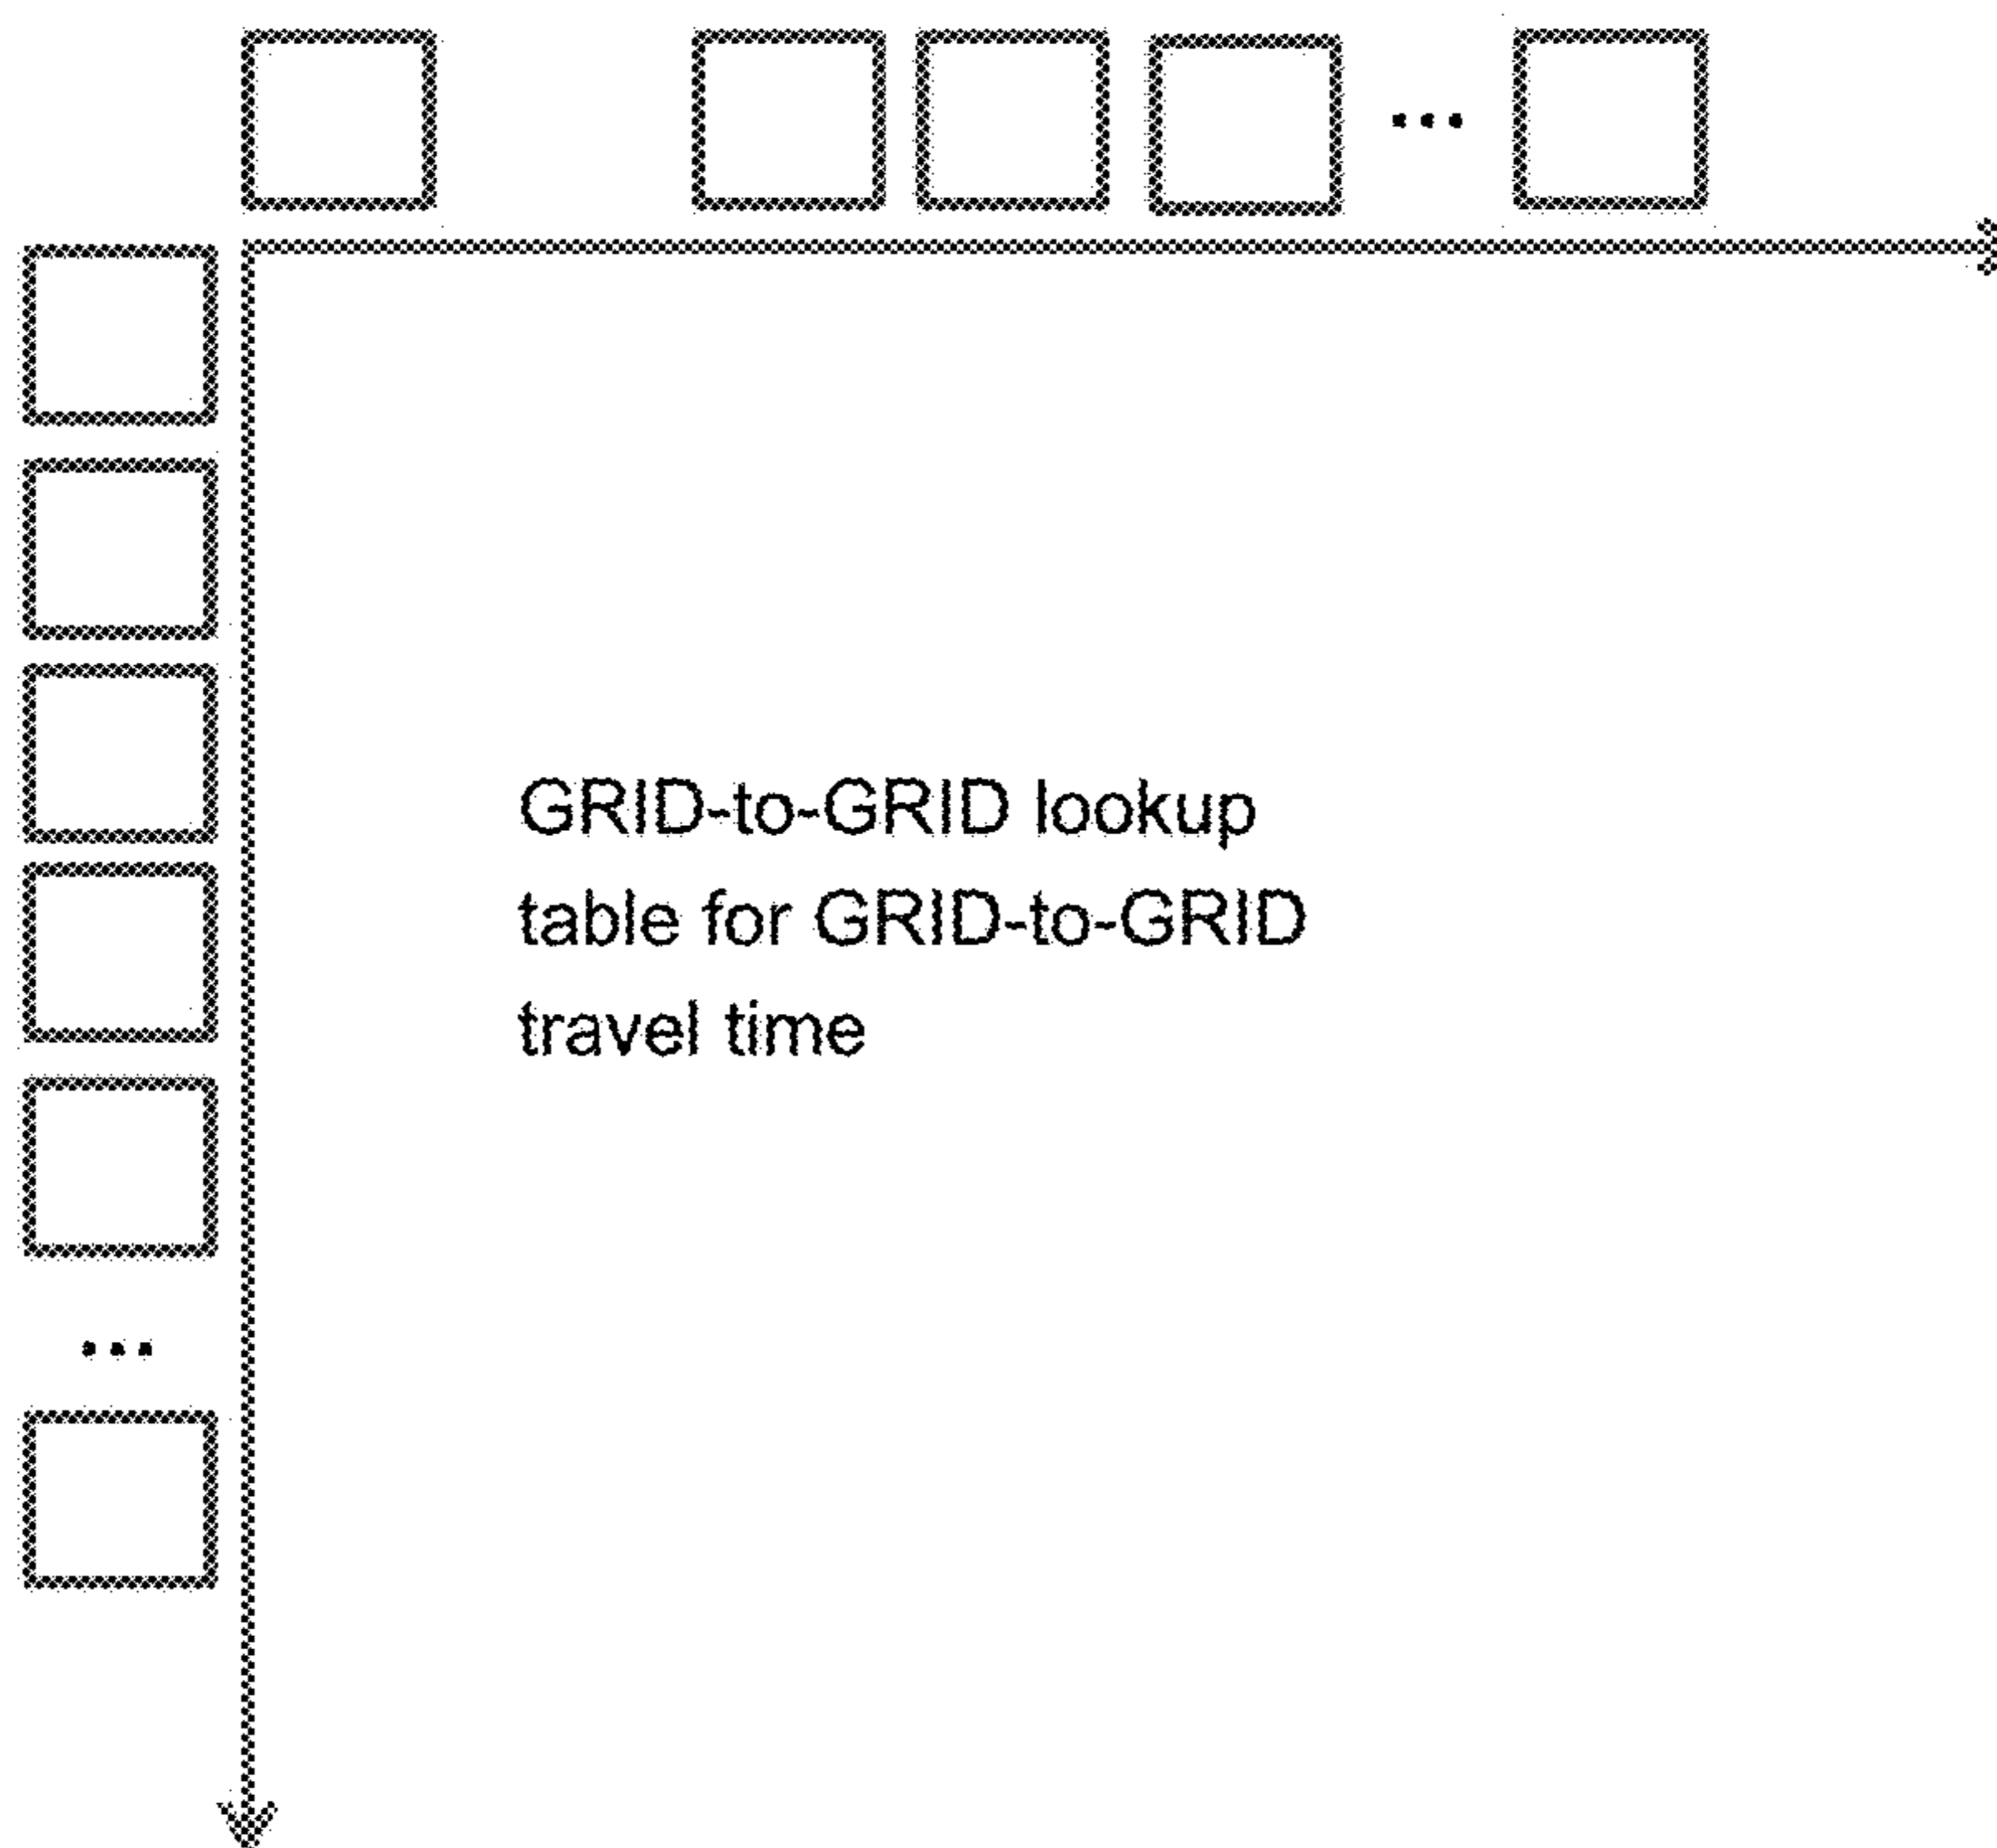 ...
GRID-to-GRID lookup
table for GRID-to-GRID
travel time
...